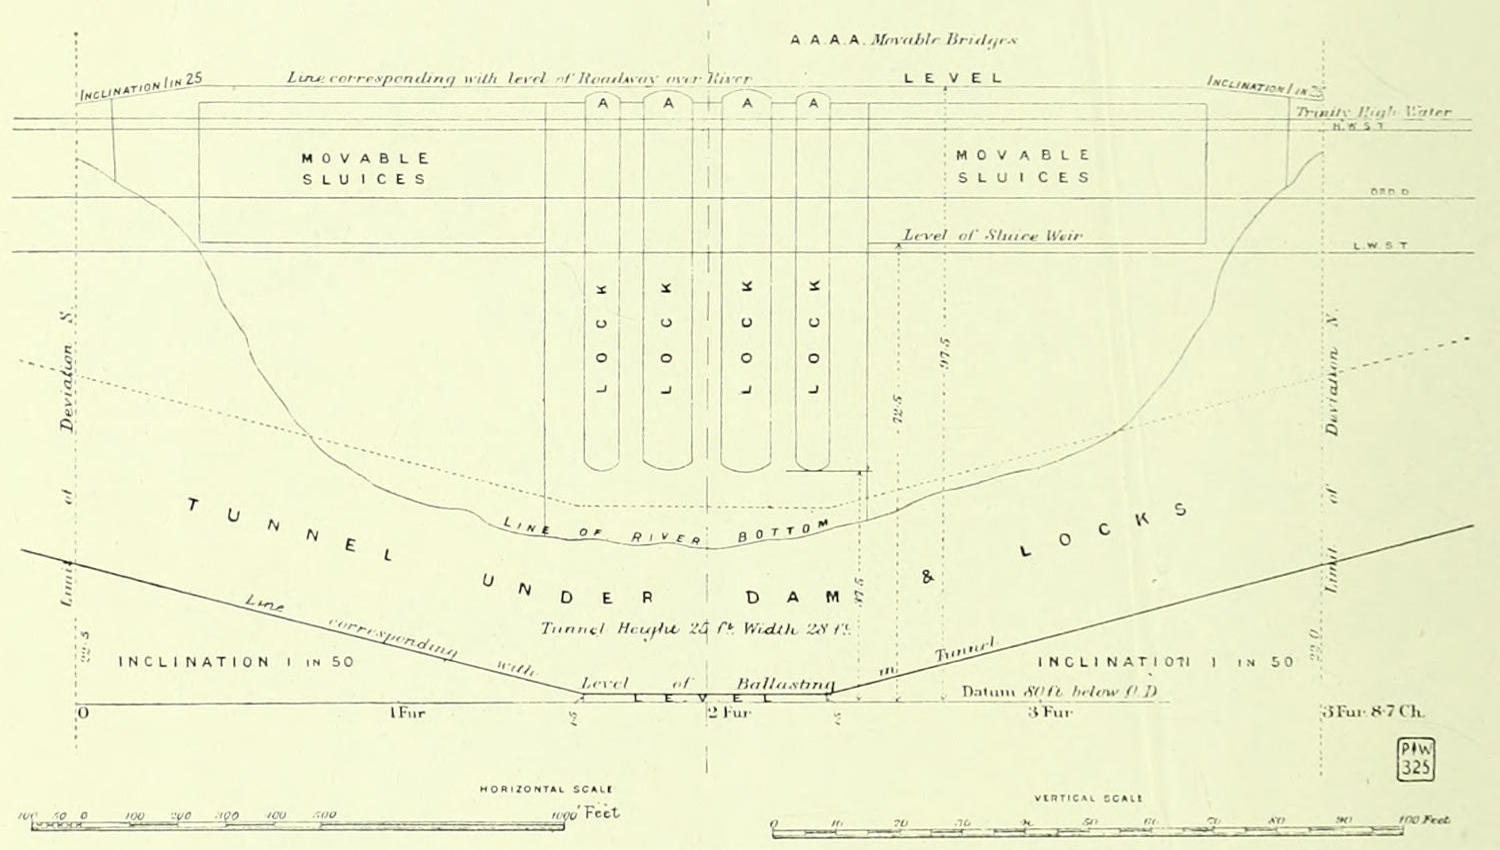 A. A. A. A. Movable Bridges
INCLINATION 1 IN 25
Line corresponding with level of Roadway over River
LEVEL
INCLINATION 1 IN 25
A A A A
Trinity High Water
H.W.S.T
MOVABLE
SLUICES
MOVABLE
SLUICES
ORD. D
Level of Sluice Weir
L.W.S.T
LOCK
LOCK
LOCK
LOCK
Limit of Deviation S.
Limit of Deviation N.
97.5
72.5
37.5
LINE OF RIVER BOTTOM
TUNNEL UNDER DAM & LOCKS
Tunnel Height 25 ft. Width 28 ft.
Line corresponding with Level of Ballasting in Tunnel
INCLINATION 1 IN 50
LEVEL
INCLINATION 1 IN 50
Datum 80 ft below O.D
0 1 Fur 2 Fur 3 Fur 3 Fur. 8.7 Ch.
P W
325
HORIZONTAL SCALE
100 50 0 100 200 300 400 500 1000 Feet
VERTICAL SCALE
0 10 20 30 40 50 60 70 80 90 100 Feet